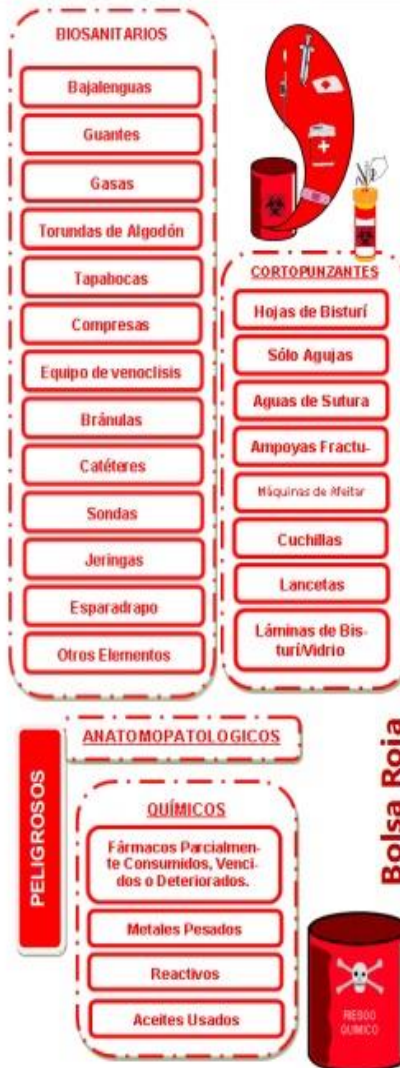 BIOSANITARIOS
Bajalenguas
Guantes
Gasas
Torundas de Algodón
Tapabocas
Compresas
Equipo de venoclisis
Bránulas
Catéteres
Sondas
Jeringas
Esparadrapo
Otros Elementos
CORTOPUNZANTES
Hojas de Bisturí
Sólo Agujas
Aguas de Sutura
Ampoyas Fractu-
Máquinas de Afeitar
Cuchillas
Lancetas
Láminas de Bis-
turí/Vidrio
PELIGROSOS
ANATOMOPATOLOGICOS
QUÍMICOS
Fármacos Parcialmen-
te Consumidos, Venci-
dos o Deteriorados.
Metales Pesados
Reactivos
Aceites Usados
Bolsa Roja
RIESGO
QUIMICO